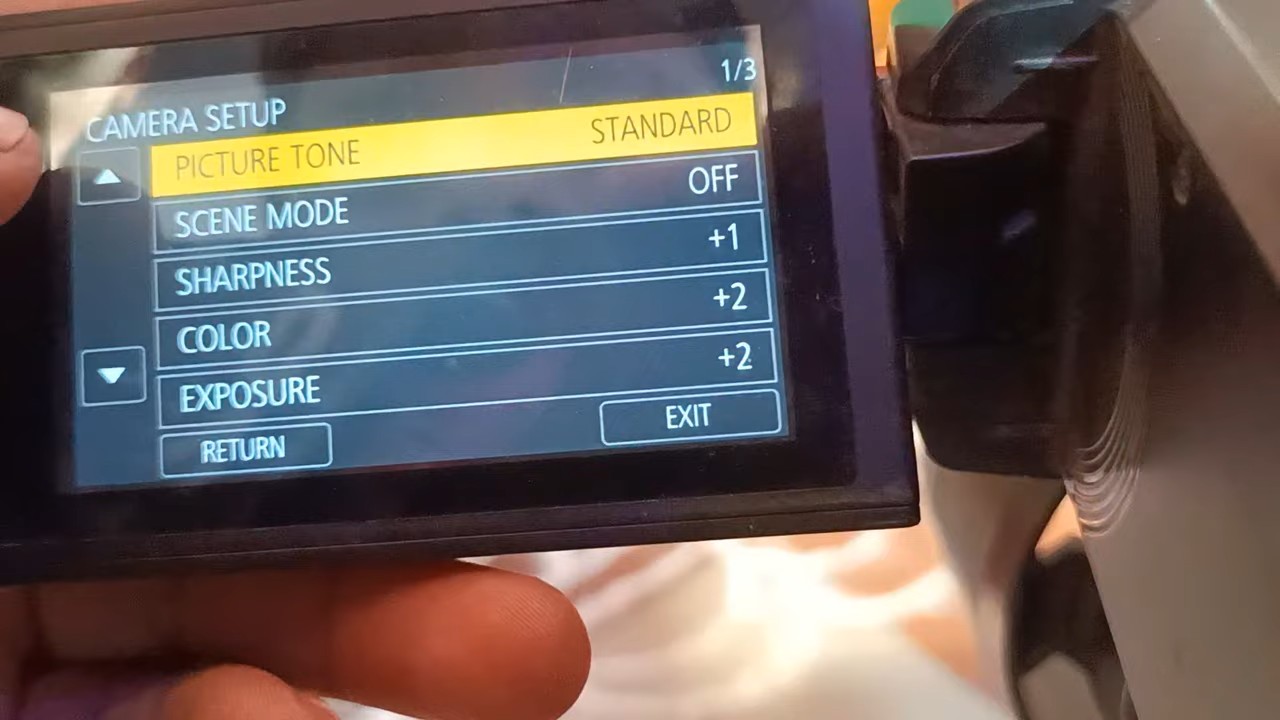 1/3
CAMERA SETUP
PICTURE TONE STANDARD
SCENE MODE OFF
SHARPNESS +1
COLOR +2
EXPOSURE +2
RETURN EXIT